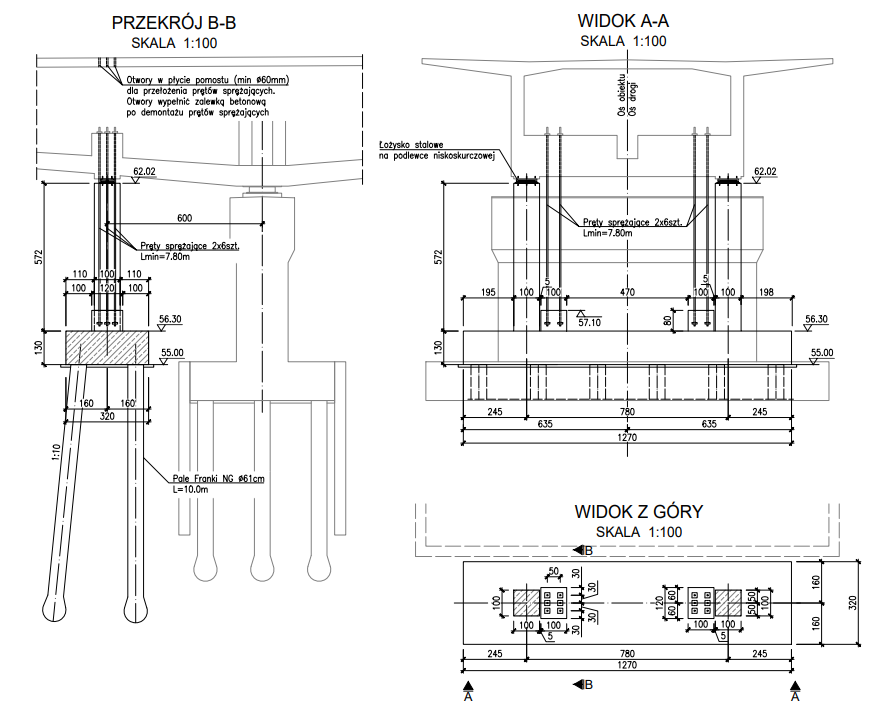 PRZEKRÓJ B-B
SKALA 1:100
Otwory w płycie pomostu (min ø60mm)
dla przełożenia prętów sprężających.
Otwory wypełnić zalewką betonową
po demontażu prętów sprężających
62.02
600
572
Pręty sprężające 2x6szt.
Lmin=7.80m
110 100 110
100 120 100
56.30
130
55.00
160 160
320
1:10
Pale Franki NG ø61cm
L=10.0m
WIDOK A-A
SKALA 1:100
Oś obiektu
Oś drogi
Łożysko stalowe
na podlewce niskoskurczowej
62.02
572
Pręty sprężające 2x6szt.
Lmin=7.80m
5 5
195 100 100 470 100 100 198
57.10
80
56.30
130
55.00
245 780 245
635 635
1270
WIDOK Z GÓRY
SKALA 1:100
B
50
30
30
100
30
30
100 100
5
120
60
60
50
50
100
100 100
5
160
160
320
245 780 245
1270
A
B
A